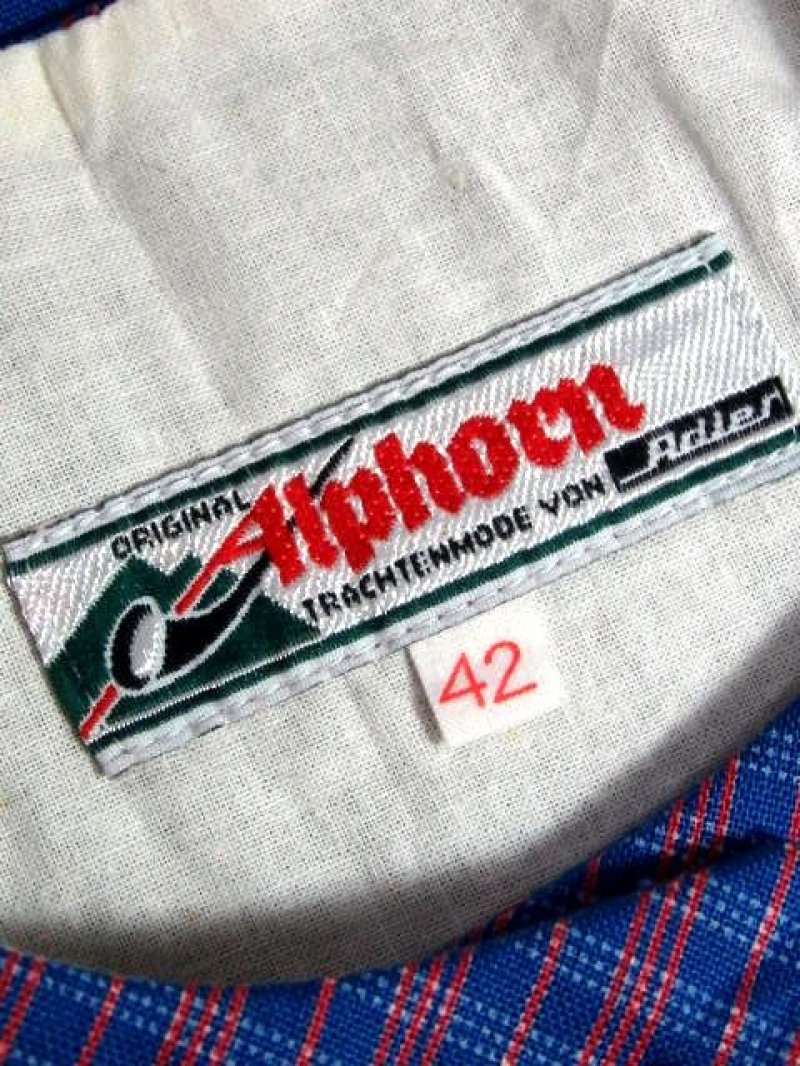 ORIGINAL
Alphorn
TRACHTENMODE VON Adler
42